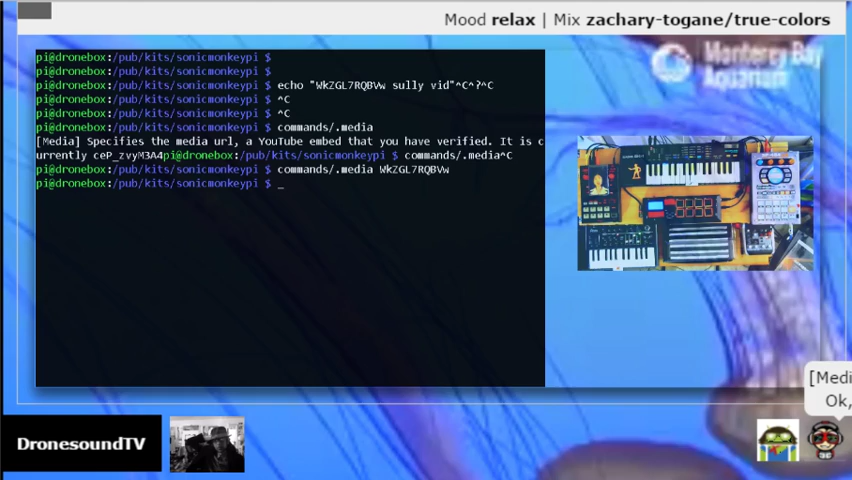 Mood relax | Mix zachary-togane/true-colors
Monterey Bay
Aquarium
pi@dronebox:/pub/kits/sonicmonkeypi $
pi@dronebox:/pub/kits/sonicmonkeypi $
pi@dronebox:/pub/kits/sonicmonkeypi $ echo "WkZGL7RQBVw sully vid"^C^?^C
pi@dronebox:/pub/kits/sonicmonkeypi $ ^C
pi@dronebox:/pub/kits/sonicmonkeypi $ ^C
pi@dronebox:/pub/kits/sonicmonkeypi $ commands/.media
[Media] Specifies the media url, a YouTube embed that you have verified. It is c
urrently ceP_zvyM3A4pi@dronebox:/pub/kits/sonicmonkeypi $ commands/.media^C
pi@dronebox:/pub/kits/sonicmonkeypi $ commands/.media WkZGL7RQBVw
pi@dronebox:/pub/kits/sonicmonkeypi $ _
[Medi
Ok,
DronesoundTV